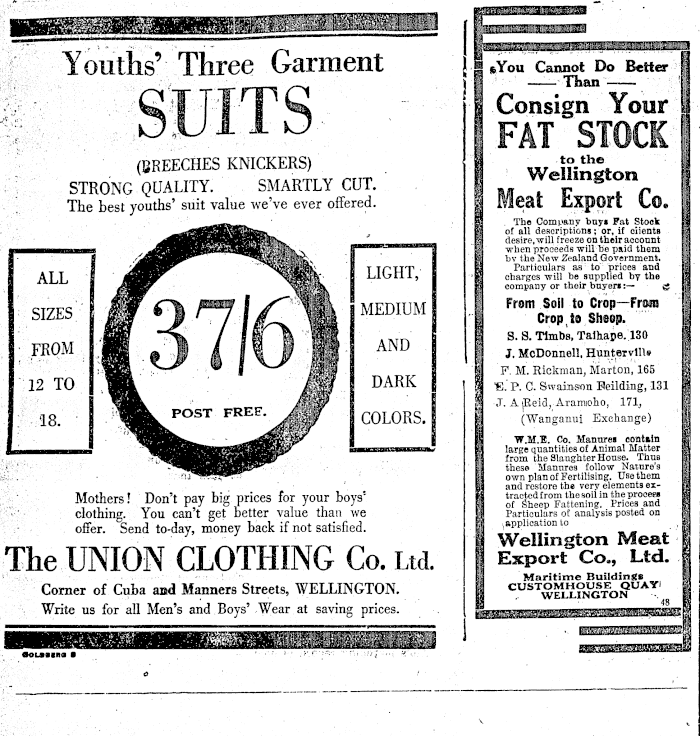 Youths' Three Garment
SUITS
(BREECHES KNICKERS)
STRONG QUALITY. SMARTLY CUT.
The best youths' suit value we've ever offered.
ALL
SIZES
FROM
12 TO
18.
37/6
POST FREE.
LIGHT,
MEDIUM
AND
DARK
COLORS.
Mothers! Don't pay big prices for your boys'
clothing. You can't get better value than we
offer. Send to-day, money back if not satisfied.
The UNION CLOTHING Co. Ltd.
Corner of Cuba and Manners Streets, WELLINGTON.
Write us for all Men's and Boys' Wear at saving prices.
GOLDBERG
You Cannot Do Better
Than
Consign Your
FAT STOCK
to the
Wellington
Meat Export Co.
The Company buys Fat Stock
of all descriptions; or, if clients
desire, will freeze on their account
when proceeds will be paid them
by the New Zealand Government.
Particulars as to prices and
charges will be supplied by the
company or their buyers:—
From Soil to Crop—From
Crop to Sheep.
S. S. Timbs, Taihape. 130
J. McDonnell, Hunterville
F. M. Rickman, Marton, 165
E. P. C. Swainson Feilding, 131
J. A Reid, Aramoho, 171,
(Wanganui Exchange)
W.M.E. Co. Manures contain
large quantities of Animal Matter
from the Slaughter House. Thus
these Manures follow Nature's
own plan of Fertilising. Use them
and restore the very elements ex-
tracted from the soil in the process
of Sheep Fattening. Prices and
Particulars of analysis posted on
application to
Wellington Meat
Export Co., Ltd.
Maritime Buildings
CUSTOMHOUSE QUAY
WELLINGTON
48